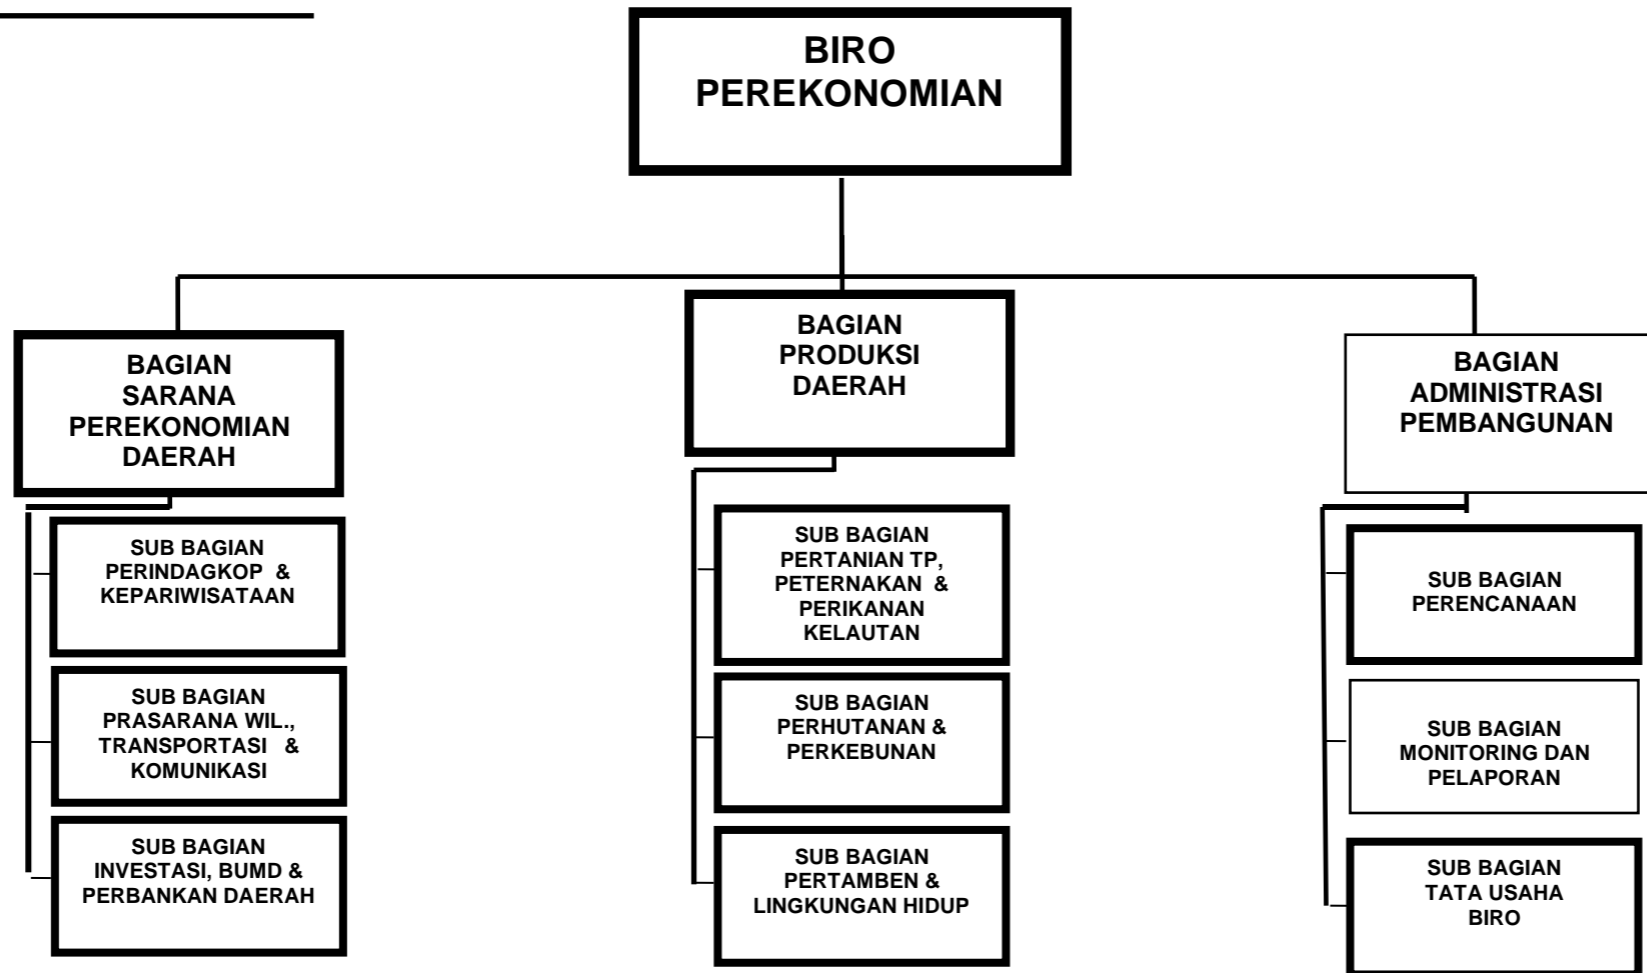 BIRO
PEREKONOMIAN
BAGIAN
SARANA
PEREKONOMIAN
DAERAH
SUB BAGIAN
PERINDAGKOP &
KEPARIWISATAAN
SUB BAGIAN
PRASARANA WIL.,
TRANSPORTASI &
KOMUNIKASI
SUB BAGIAN
INVESTASI, BUMD &
PERBANKAN DAERAH
BAGIAN
PRODUKSI
DAERAH
SUB BAGIAN
PERTANIAN TP,
PETERNAKAN &
PERIKANAN
KELAUTAN
SUB BAGIAN
PERHUTANAN &
PERKEBUNAN
SUB BAGIAN
PERTAMBEN &
LINGKUNGAN HIDUP
BAGIAN
ADMINISTRASI
PEMBANGUNAN
SUB BAGIAN
PERENCANAAN
SUB BAGIAN
MONITORING DAN
PELAPORAN
SUB BAGIAN
TATA USAHA
BIRO